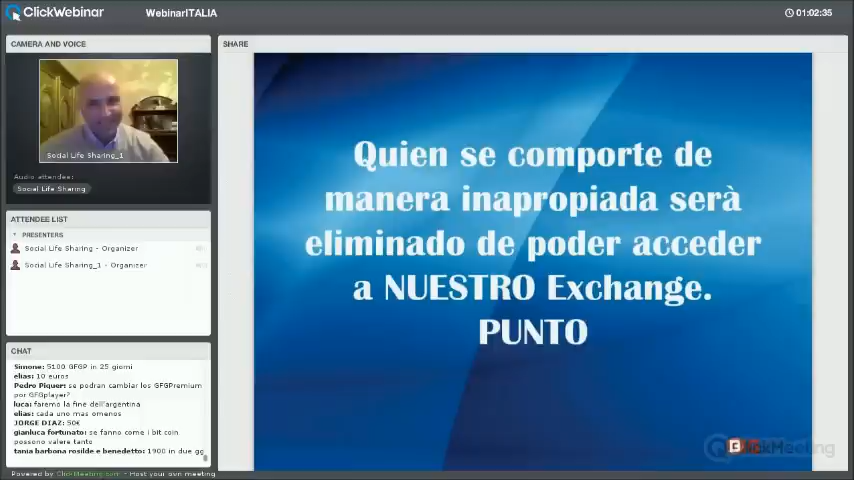 ClickWebinar
WebinarITALIA
01:02:35
CAMERA AND VOICE
SHARE
Social Life Sharing_1
Audio attendee:
Social Life Sharing
ATTENDEE LIST
PRESENTERS
Social Life Sharing - Organizer
Social Life Sharing_1 - Organizer
CHAT
Simone: 5100 GFGP in 25 giorni
elias: 10 euros
Pedro Piquer: se podran cambiar los GFGPremium
por GFGplayer?
luca: faremo la fine dell'argentina
elias: cada uno mas omenos
JORGE DIAZ: 50€
gianluca fortunato: se fanno come i bit coin
possono valere tanto
tania barbona rosilde e benedetto: 1900 in due gg
Quien se comporte de
manera inapropiada serà
eliminado de poder acceder
a NUESTRO Exchange.
PUNTO
ClickMeeting
Powered by ClickMeeting.com - Host your own meeting